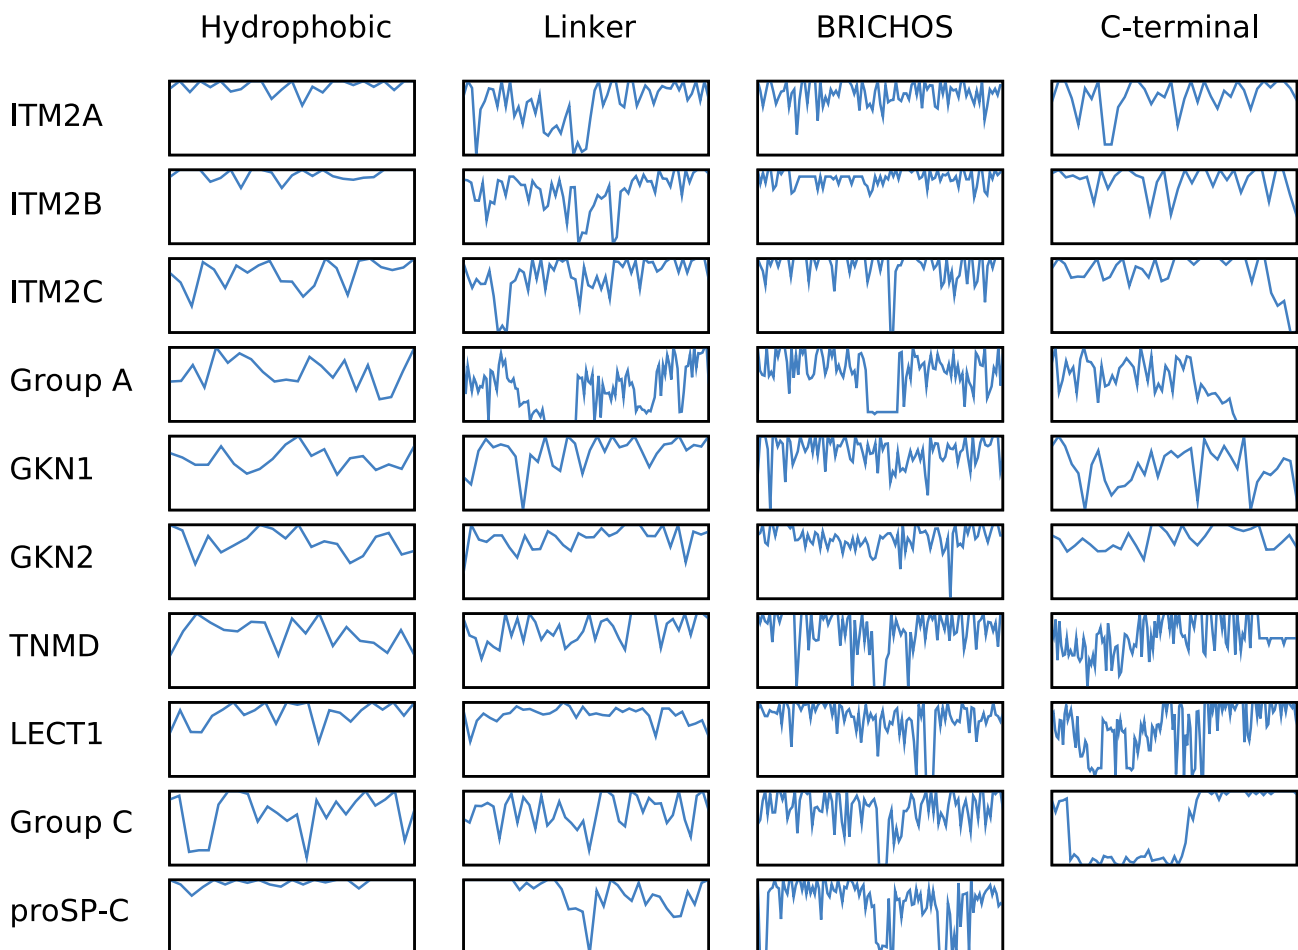 Hydrophobic Linker BRICHOS C-terminal
ITM2A
ITM2B
ITM2C
Group A
GKN1
GKN2
TNMD
LECT1
Group C
proSP-C